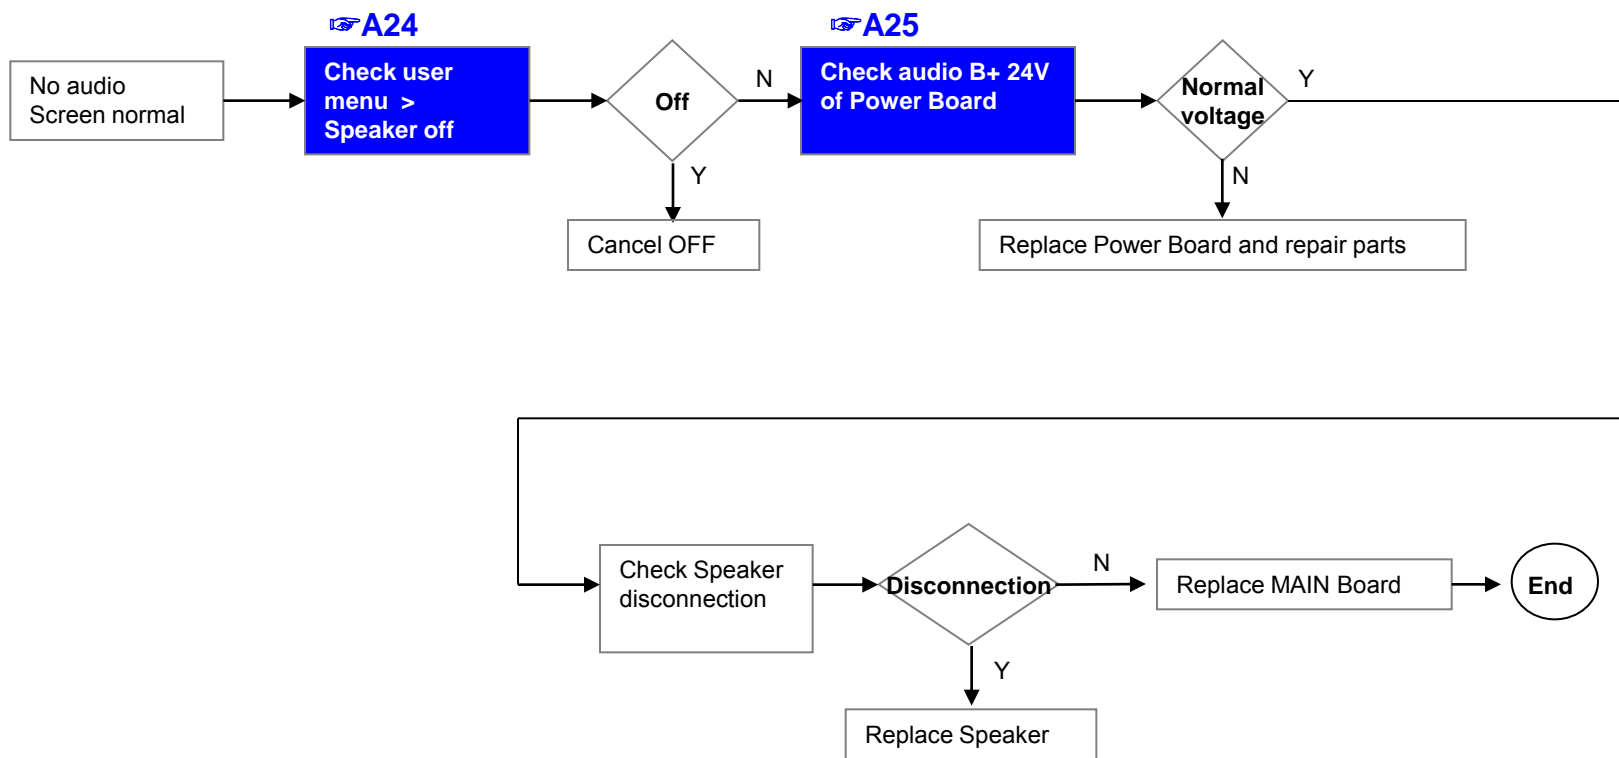 ☞A24
☞A25
No audio
Screen normal
Check user
menu >
Speaker off
Off
N
Check audio B+ 24V
of Power Board
Normal
voltage
Y
Y
N
Cancel OFF
Replace Power Board and repair parts
Check Speaker
disconnection
Disconnection
N
Replace MAIN Board
End
Y
Replace Speaker